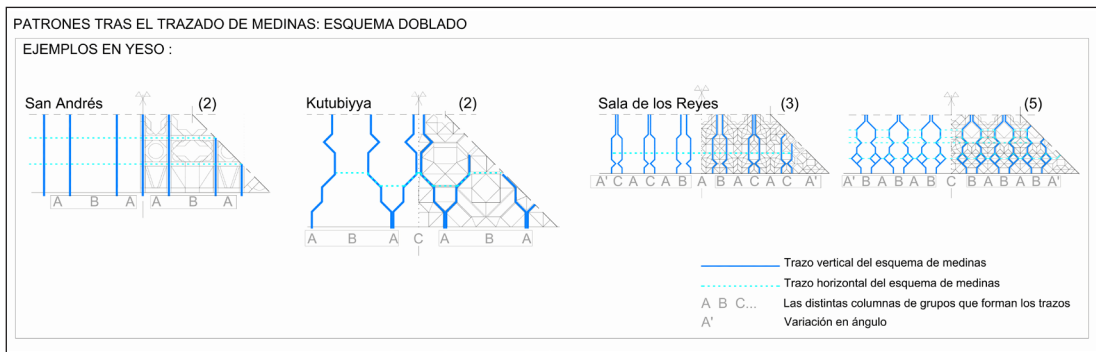 PATRONES TRAS EL TRAZADO DE MEDINAS: ESQUEMA DOBLADO
EJEMPLOS EN YESO :
San Andrés (2)
Kutubiyya (2)
Sala de los Reyes (3)
(5)
A B A A B A
A B A C A B A
A' C A C A B A B A C A C A'
A' B A B A B C B A B A B A'
Trazo vertical del esquema de medinas
Trazo horizontal del esquema de medinas
A B C... Las distintas columnas de grupos que forman los trazos
A' Variación en ángulo